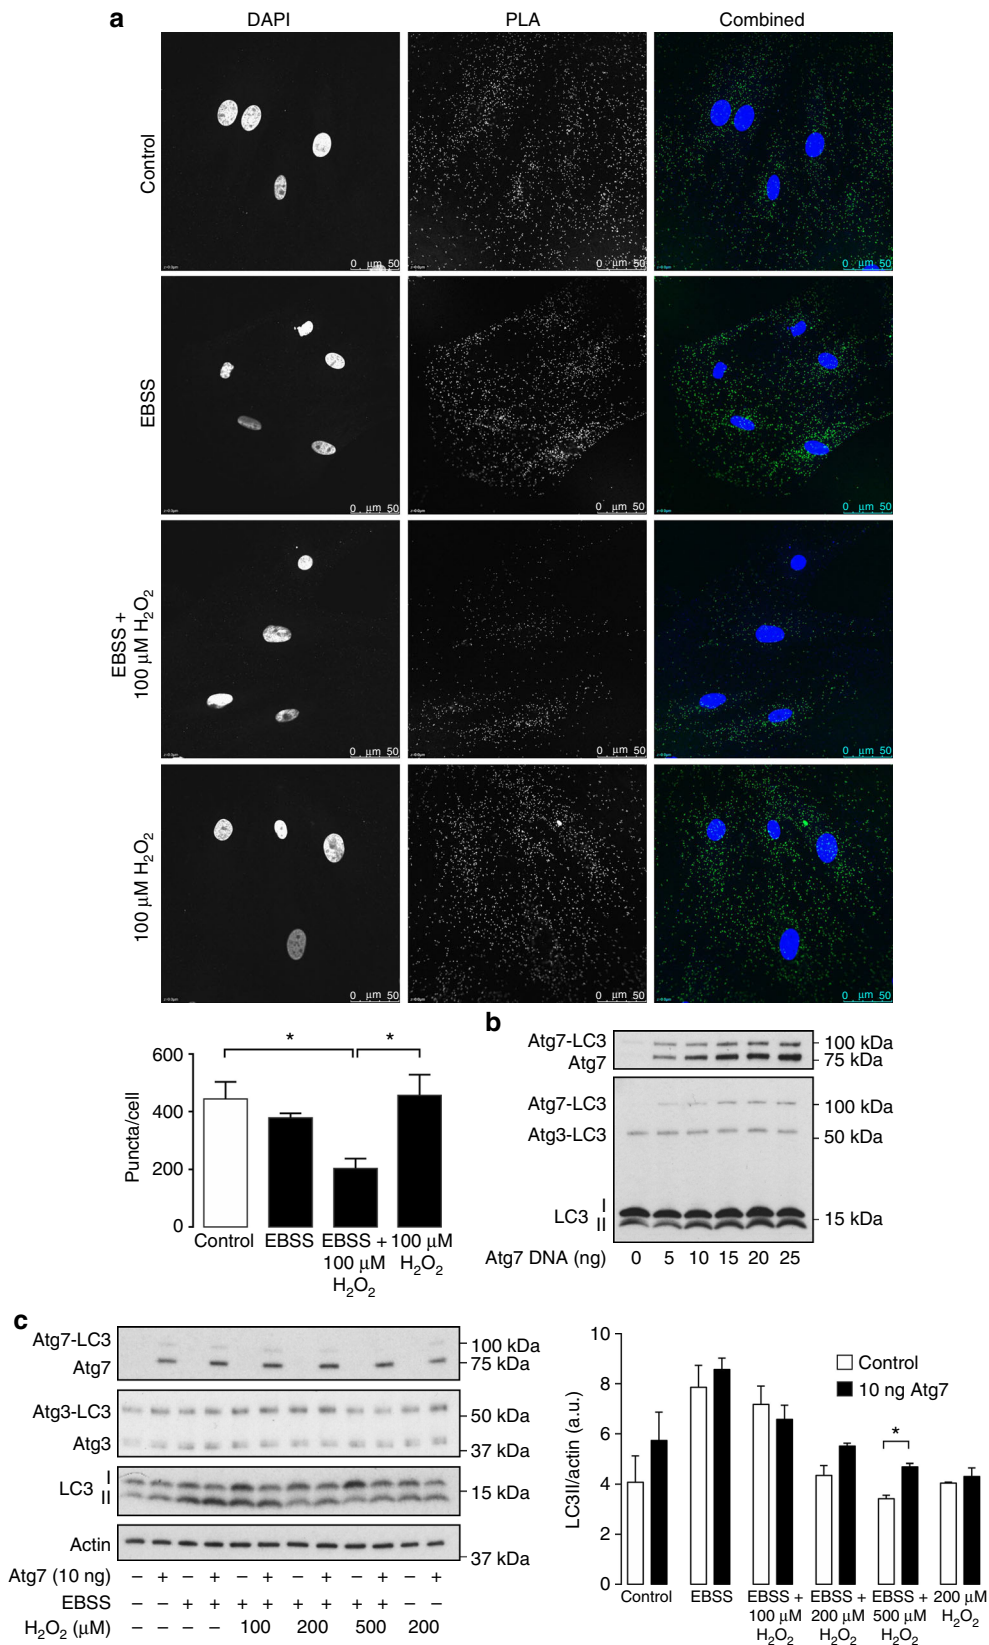 a
DAPI PLA Combined
Control
0 µm 50 0 µm 50 0 µm 50
EBSS
0 µm 50 0 µm 50 0 µm 50
EBSS +
100 µM H₂O₂
0 µm 50 0 µm 50 0 µm 50
100 µM H₂O₂
0 µm 50 0 µm 50 0 µm 50
Puncta/cell
600
400
200
0
* *
Control EBSS EBSS + 100 µM H₂O₂ 100 µM H₂O₂
b
Atg7-LC3 100 kDa
Atg7 75 kDa
Atg7-LC3 100 kDa
Atg3-LC3 50 kDa
LC3 I II 15 kDa
Atg7 DNA (ng) 0 5 10 15 20 25
c
Atg7-LC3 100 kDa
Atg7 75 kDa
Atg3-LC3 50 kDa
Atg3 37 kDa
LC3 I II 15 kDa
Actin 37 kDa
Atg7 (10 ng) – + – + – + – + – + – +
EBSS – – + + + + + + + + – –
H₂O₂ (µM) – – – – 100 200 500 200
LC3II/actin (a.u.)
10
8
6
4
2
0
Control
10 ng Atg7
*
Control EBSS EBSS + 100 µM H₂O₂ EBSS + 200 µM H₂O₂ EBSS + 500 µM H₂O₂ 200 µM H₂O₂